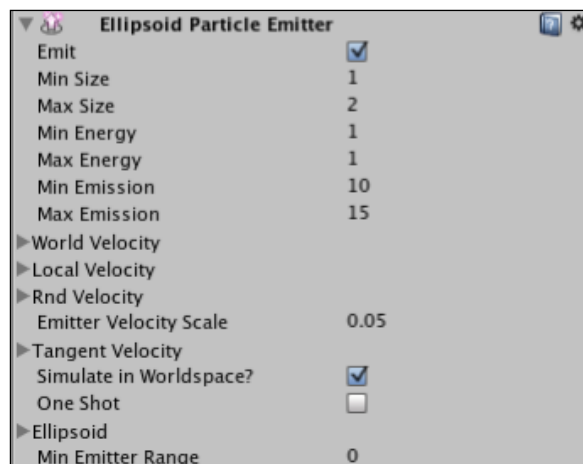 Ellipsoid Particle Emitter
Emit
Min Size 1
Max Size 2
Min Energy 1
Max Energy 1
Min Emission 10
Max Emission 15
World Velocity
Local Velocity
Rnd Velocity
Emitter Velocity Scale 0.05
Tangent Velocity
Simulate in Worldspace?
One Shot
Ellipsoid
Min Emitter Range 0